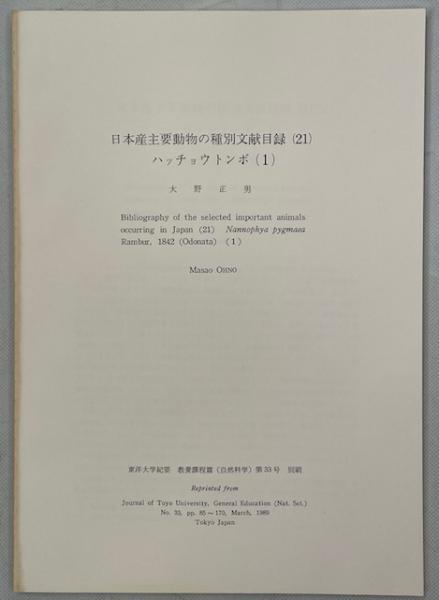 日本産主要動物の種別文献目録 (21)
ハッチョウトンボ (1)
大野正男
Bibliography of the selected important animals
occurring in Japan (21) Nannophya pygmaea
Rambur, 1842 (Odonata) (1)
Masao OHNO
東洋大学紀要 教養課程篇 (自然科学) 第33号 別刷
Reprinted from
Journal of Toyo University, General Education (Nat. Sci.)
No. 33, pp. 85~170, March, 1989
Tokyo Japan